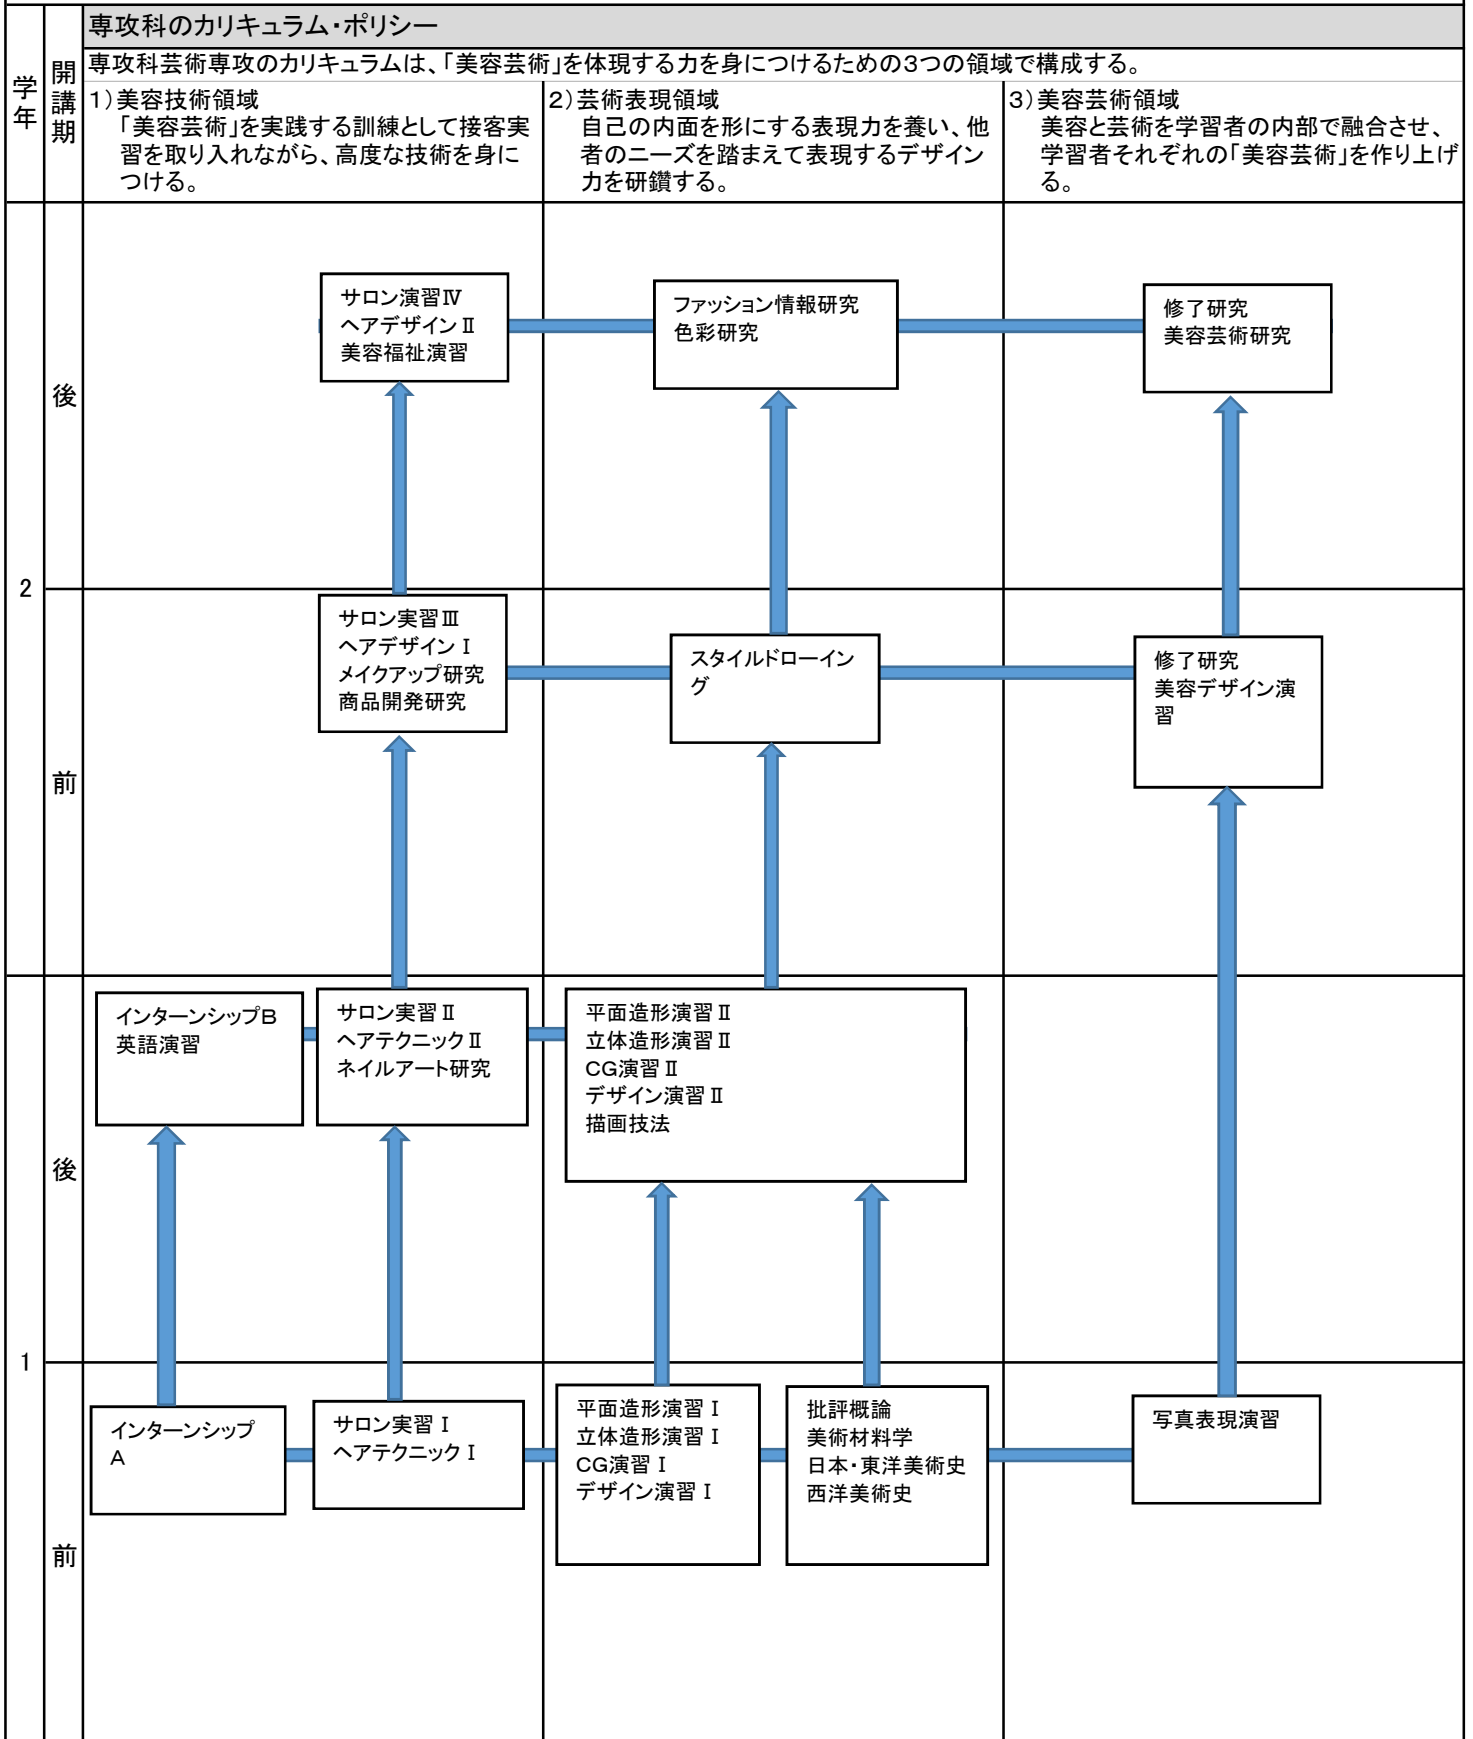 専攻科のカリキュラム・ポリシー
専攻科芸術専攻のカリキュラムは、「美容芸術」を体現する力を身につけるための3つの領域で構成する。
学年
開講期
1)美容技術領域
「美容芸術」を実践する訓練として接客実
習を取り入れながら、高度な技術を身に
つける。
2)芸術表現領域
自己の内面を形にする表現力を養い、他
者のニーズを踏まえて表現するデザイン
力を研鑽する。
3)美容芸術領域
美容と芸術を学習者の内部で融合させ、
学習者それぞれの「美容芸術」を作り上げ
る。
2
後
サロン演習Ⅳ
ヘアデザインⅡ
美容福祉演習
ファッション情報研究
色彩研究
修了研究
美容芸術研究
前
サロン実習Ⅲ
ヘアデザインⅠ
メイクアップ研究
商品開発研究
スタイルドローイン
グ
修了研究
美容デザイン演
習
1
後
インターンシップB
英語演習
サロン実習Ⅱ
ヘアテクニックⅡ
ネイルアート研究
平面造形演習Ⅱ
立体造形演習Ⅱ
CG演習Ⅱ
デザイン演習Ⅱ
描画技法
前
インターンシップ
A
サロン実習Ⅰ
ヘアテクニックⅠ
平面造形演習Ⅰ
立体造形演習Ⅰ
CG演習Ⅰ
デザイン演習Ⅰ
批評概論
美術材料学
日本・東洋美術史
西洋美術史
写真表現演習